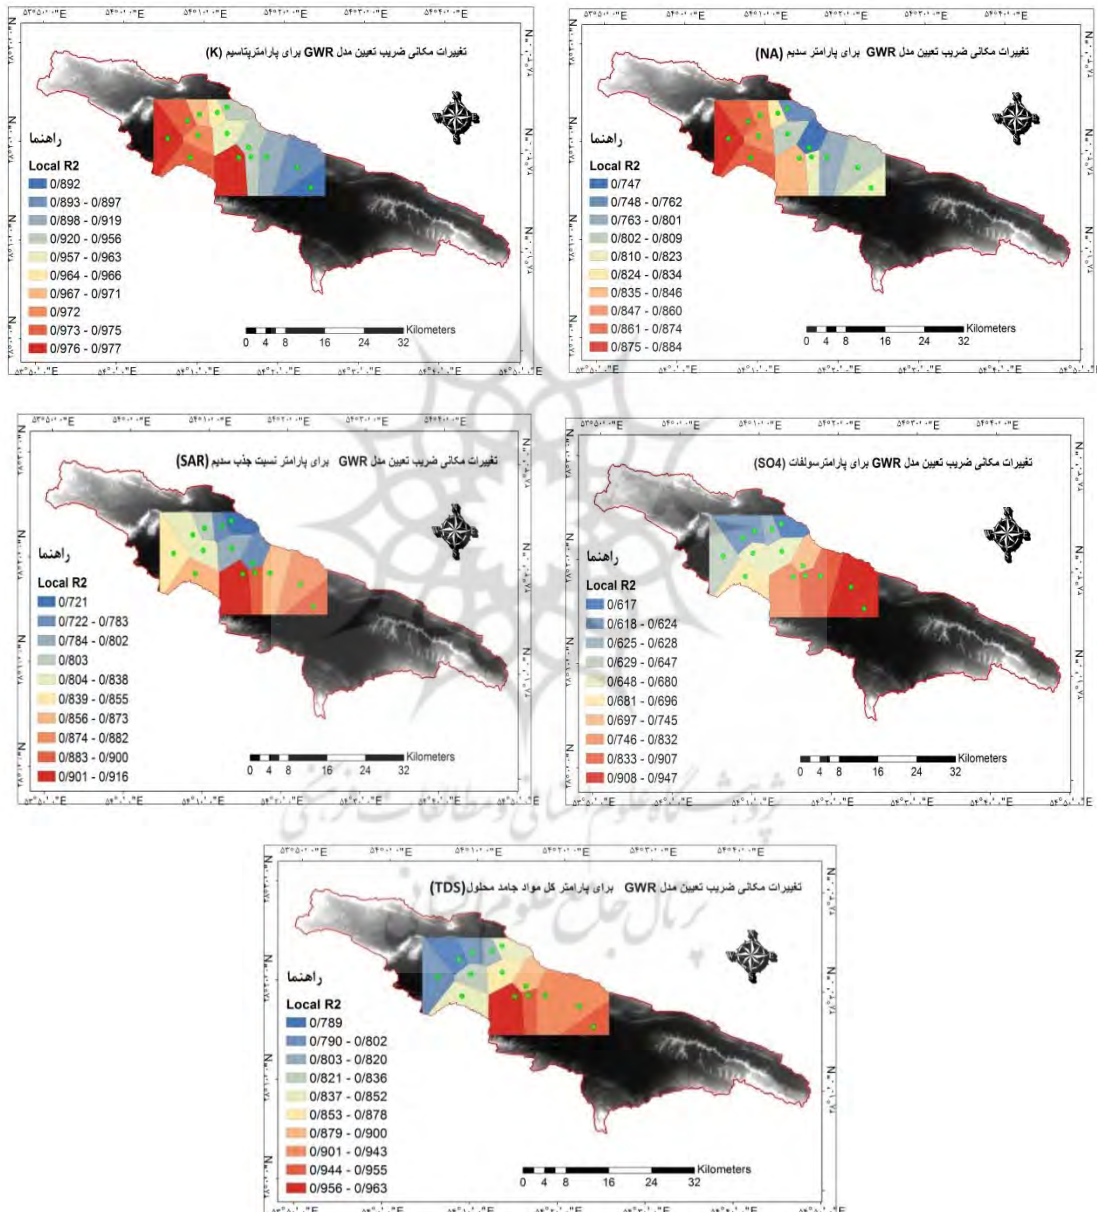 تغییرات مکانی ضریب تعیین مدل GWR برای پارامترپتاسیم (K)
راهنما
Local R2
0/892
0/893 - 0/897
0/898 - 0/919
0/920 - 0/956
0/957 - 0/963
0/964 - 0/966
0/967 - 0/971
0/972
0/973 - 0/975
0/976 - 0/977
Kilometers
0 4 8 16 24 32
تغییرات مکانی ضریب تعیین مدل GWR برای پارامتر سدیم (NA)
راهنما
Local R2
0/747
0/748 - 0/762
0/763 - 0/801
0/802 - 0/809
0/810 - 0/823
0/824 - 0/834
0/835 - 0/846
0/847 - 0/860
0/861 - 0/874
0/875 - 0/884
Kilometers
0 4 8 16 24 32
تغییرات مکانی ضریب تعیین مدل GWR برای پارامتر نسبت جذب سدیم (SAR)
راهنما
Local R2
0/721
0/722 - 0/783
0/784 - 0/802
0/803
0/804 - 0/838
0/839 - 0/855
0/856 - 0/873
0/874 - 0/882
0/883 - 0/900
0/901 - 0/916
Kilometers
0 4 8 16 24 32
تغییرات مکانی ضریب تعیین مدل GWR برای پارامترسولفات (SO4)
راهنما
Local R2
0/617
0/618 - 0/624
0/625 - 0/628
0/629 - 0/647
0/648 - 0/680
0/681 - 0/696
0/697 - 0/745
0/746 - 0/832
0/833 - 0/907
0/908 - 0/947
Kilometers
0 4 8 16 24 32
پژوهشگاه علوم انسانی و مطالعات فرهنگی
تغییرات مکانی ضریب تعیین مدل GWR برای پارامتر کل مواد جامد محلول(TDS)
پرتال جامع علوم انسانی
راهنما
Local R2
0/789
0/790 - 0/802
0/803 - 0/820
0/821 - 0/836
0/837 - 0/852
0/853 - 0/878
0/879 - 0/900
0/901 - 0/943
0/944 - 0/955
0/956 - 0/963
Kilometers
0 4 8 16 24 32